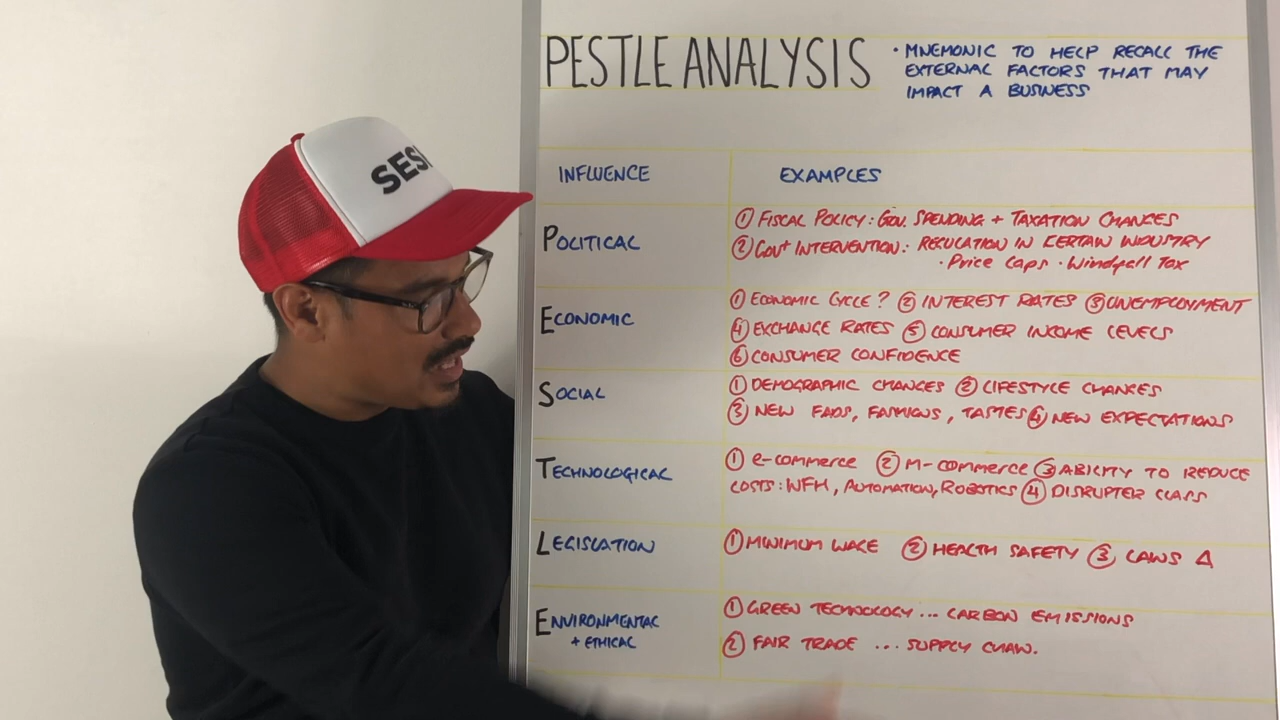 SES
PESTLE ANALYSIS
• MNEMONIC TO HELP RECALL THE
EXTERNAL FACTORS THAT MAY
IMPACT A BUSINESS
INFLUENCE EXAMPLES
POLITICAL
① FISCAL POLICY: GOV. SPENDING + TAXATION CHANGES
② GOVT INTERVENTION: REGULATION IN CERTAIN INDUSTRY
• Price Caps • Windfall Tax
ECONOMIC
① ECONOMIC CYCLE? ② INTEREST RATES ③ UNEMPLOYMENT
④ EXCHANGE RATES ⑤ CONSUMER INCOME LEVELS
⑥ CONSUMER CONFIDENCE
SOCIAL
① DEMOGRAPHIC CHANGES ② LIFESTYLE CHANGES
③ NEW FADS, FASHIONS, TASTES ④ NEW EXPECTATIONS
TECHNOLOGICAL
① e-commerce ② M-COMMERCE ③ ABILITY TO REDUCE
COSTS: WFH, AUTOMATION, ROBOTICS ④ DISRUPTER CLASS
LEGISLATION
① MINIMUM WAGE ② HEALTH SAFETY ③ LAWS Δ
ENVIRONMENTAL
+ ETHICAL
① GREEN TECHNOLOGY ... CARBON EMISSIONS
② FAIR TRADE ... SUPPLY CHAIN.